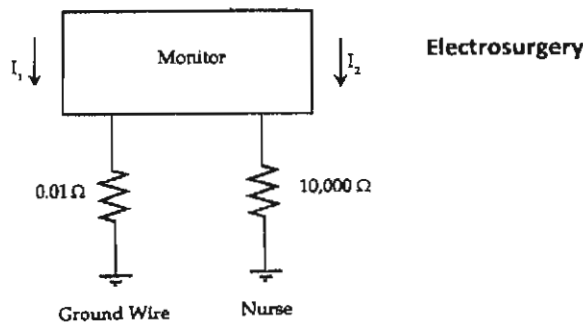 Electrosurgery
Monitor
I₁
I₂
0.01 Ω
10,000 Ω
Ground Wire
Nurse